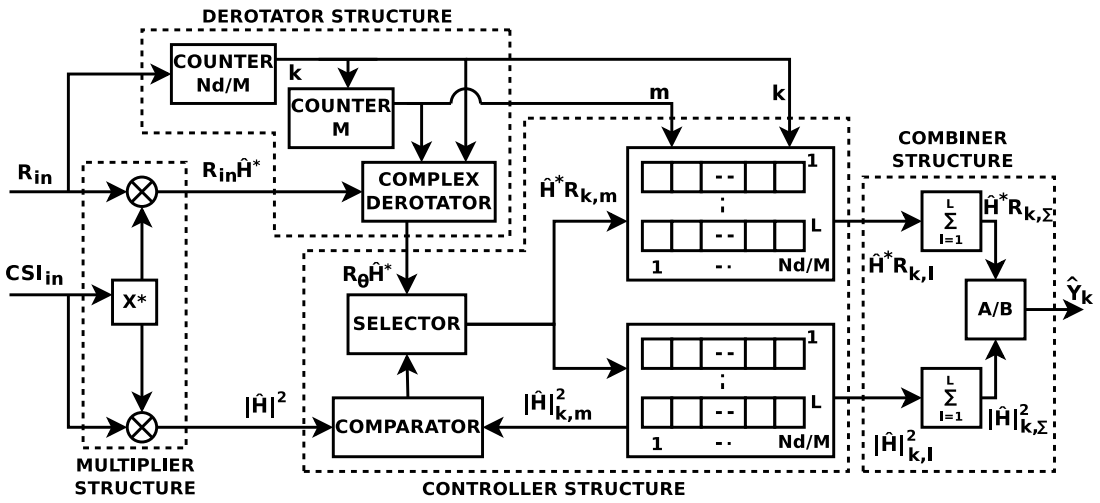 DEROTATOR STRUCTURE
COUNTER
Nd/M
k
COUNTER
M
m
k
R_in
R_inĤ*
COMPLEX
DEROTATOR
CSI_in
X*
|Ĥ|²
MULTIPLIER
STRUCTURE
R_θĤ*
SELECTOR
COMPARATOR
Ĥ*R_k,m
|Ĥ|²_k,m
1
L
1 -· Nd/M
1
L
1 -· Nd/M
CONTROLLER STRUCTURE
COMBINER
STRUCTURE
L
Σ
l=1
Ĥ*R_k,Σ
Ĥ*R_k,l
A/B
Ŷ_k
L
Σ
l=1
|Ĥ|²_k,Σ
|Ĥ|²_k,l